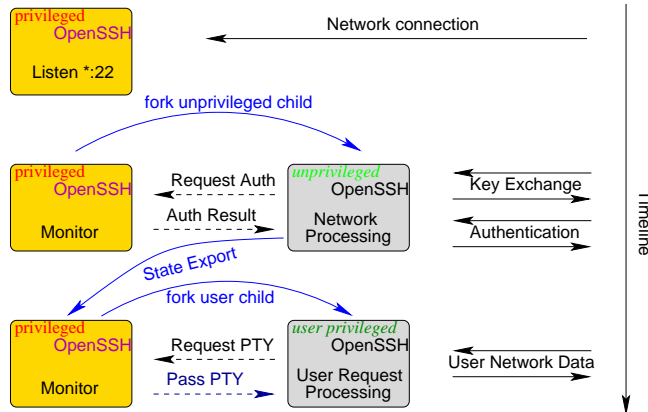 privileged
OpenSSH
Listen *:22
Network connection
fork unprivileged child
privileged
OpenSSH
Monitor
Request Auth
Auth Result
unprivileged
OpenSSH
Network
Processing
Key Exchange
Authentication
Timeline
State Export
fork user child
privileged
OpenSSH
Monitor
Request PTY
Pass PTY
user privileged
OpenSSH
User Request
Processing
User Network Data